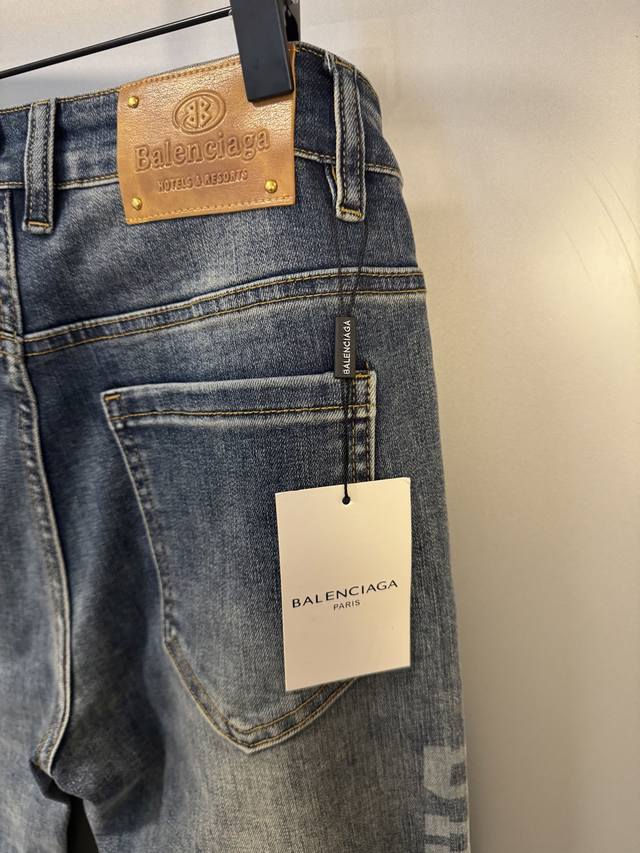 BB
Balenciaga
HOTELS & RESORTS
BALENCIAGA
BALENCIAGA
PARIS